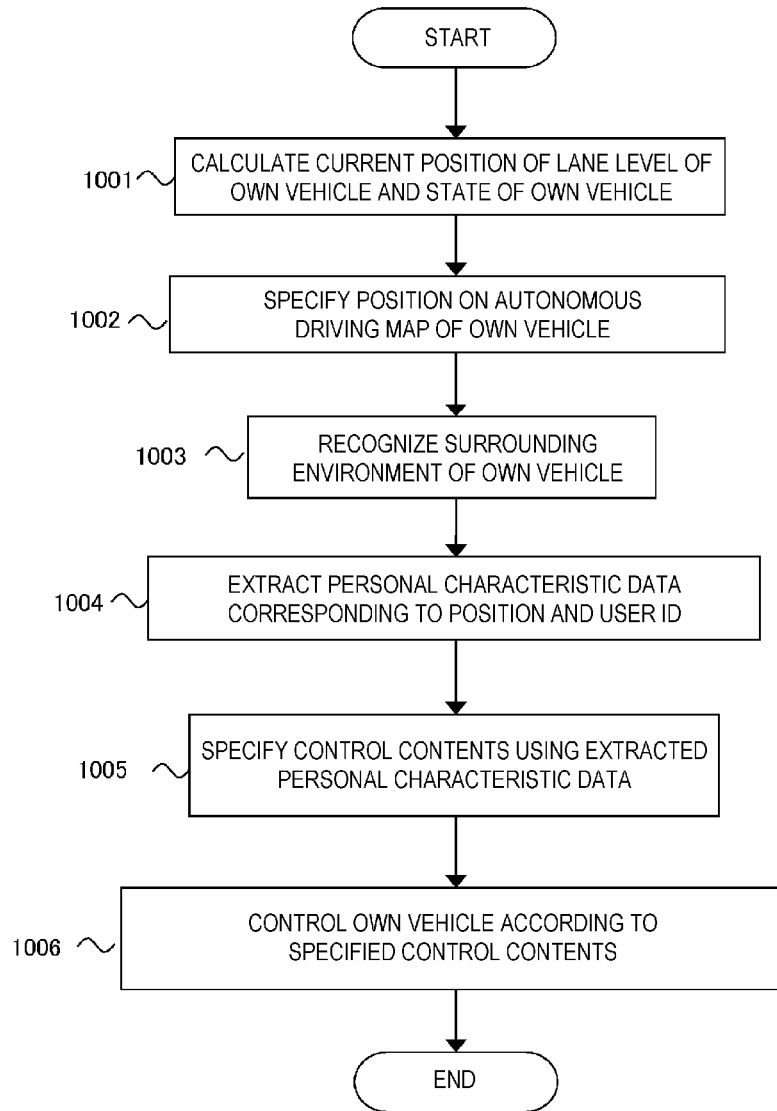 START
1001
CALCULATE CURRENT POSITION OF LANE LEVEL OF
OWN VEHICLE AND STATE OF OWN VEHICLE
1002
SPECIFY POSITION ON AUTONOMOUS
DRIVING MAP OF OWN VEHICLE
1003
RECOGNIZE SURROUNDING
ENVIRONMENT OF OWN VEHICLE
1004
EXTRACT PERSONAL CHARACTERISTIC DATA
CORRESPONDING TO POSITION AND USER ID
1005
SPECIFY CONTROL CONTENTS USING EXTRACTED
PERSONAL CHARACTERISTIC DATA
1006
CONTROL OWN VEHICLE ACCORDING TO
SPECIFIED CONTROL CONTENTS
END